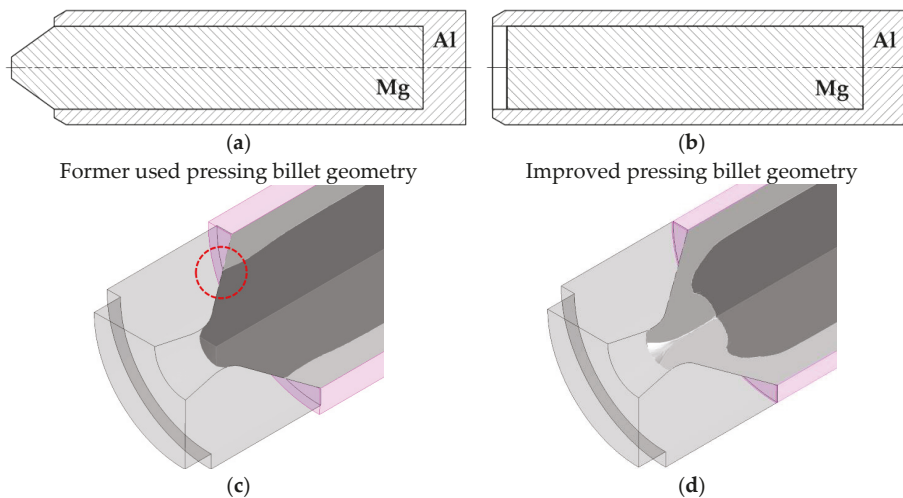 Al Al
Mg Mg
(a) (b)
Former used pressing billet geometry Improved pressing billet geometry
(c) (d)